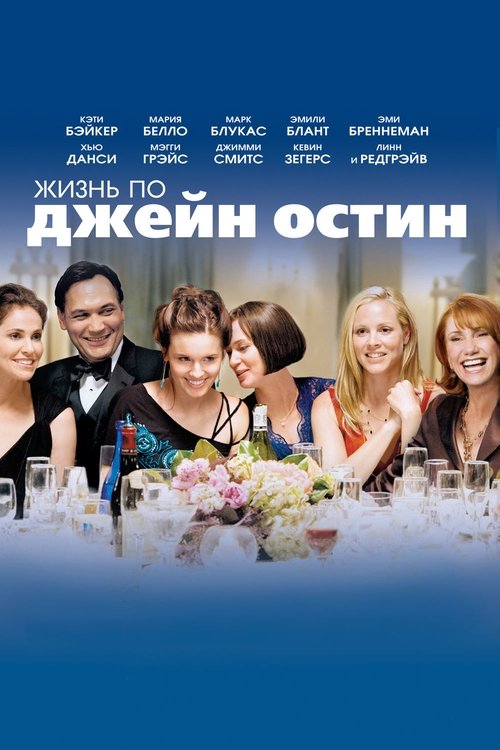 КЭТИ МАРИЯ МАРК ЭМИЛИ ЭМИ
БЭЙКЕР БЕЛЛО БЛУКАС БЛАНТ БРЕННЕМАН
ХЬЮ МЭГГИ ДЖИММИ КЕВИН ЛИНН
ДАНСИ ГРЭЙС СМИТС ЗЕГЕРС И РЕДГРЭЙВ
ЖИЗНЬ ПО
ДЖЕЙН ОСТИН